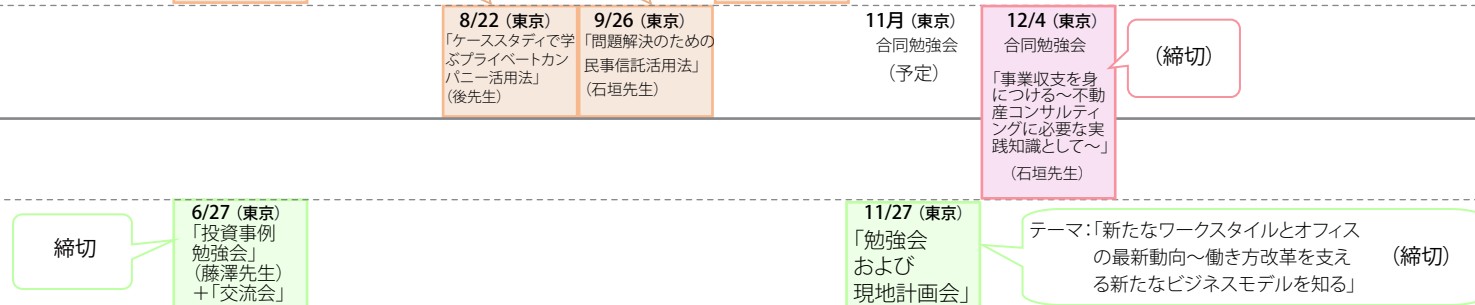 8/22（東京）
「ケーススタディで学
ぶプライベートカン
パニー活用法」
（後先生）
9/26（東京）
「問題解決のための
民事信託活用法」
（石垣先生）
11月（東京）
合同勉強会
（予定）
12/4（東京）
合同勉強会
「事業収支を身
につける～不動
産コンサルティ
ングに必要な実
践知識として～」
（石垣先生）
（締切）
締切
6/27（東京）
「投資事例
勉強会」
（藤澤先生）
＋「交流会」
11/27（東京）
「勉強会
および
現地計画会」
テーマ：「新たなワークスタイルとオフィス
の最新動向～働き方改革を支え
る新たなビジネスモデルを知る」
（締切）